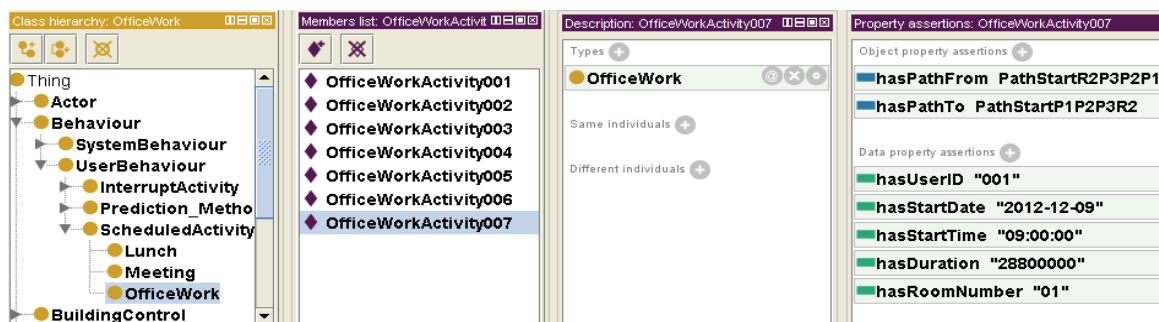 Class hierarchy: OfficeWork
Thing
Actor
Behaviour
SystemBehaviour
UserBehaviour
InterruptActivity
Prediction_Metho
ScheduledActivity
Lunch
Meeting
OfficeWork
BuildingControl
Members list: OfficeWorkActivit
OfficeWorkActivity001
OfficeWorkActivity002
OfficeWorkActivity003
OfficeWorkActivity004
OfficeWorkActivity005
OfficeWorkActivity006
OfficeWorkActivity007
Description: OfficeWorkActivity007
Types
OfficeWork
Same individuals
Different individuals
Property assertions: OfficeWorkActivity007
Object property assertions
hasPathFrom PathStartR2P3P2P1
hasPathTo PathStartP1P2P3R2
Data property assertions
hasUserID "001"
hasStartDate "2012-12-09"
hasStartTime "09:00:00"
hasDuration "28800000"
hasRoomNumber "01"